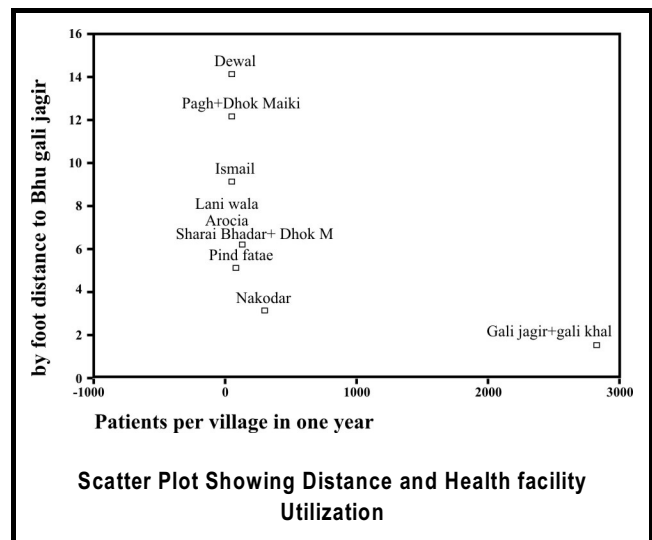 16
14
12
10
8
6
4
2
0
by foot distance to Bhu gali jagir
Dewal
Pagh+Dhok Maiki
Ismail
Lani wala
Arocia
Sharai Bhadar+ Dhok M
Pind fatae
Nakodar
Gali jagir+gali khal
-1000 0 1000 2000 3000
Patients per village in one year
Scatter Plot Showing Distance and Health facility
Utilization